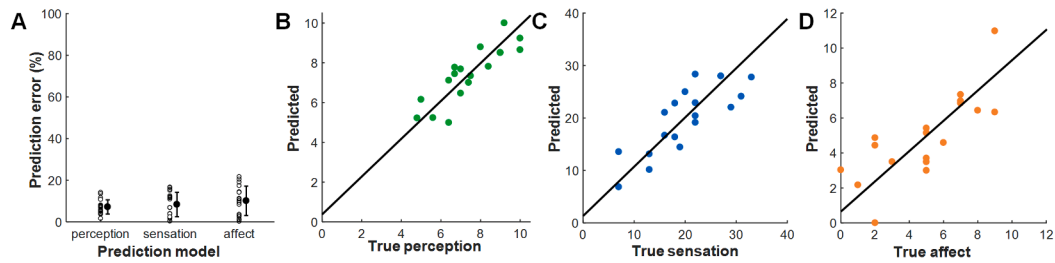 A
Prediction error (%)
100
80
60
40
20
0
perception sensation affect
Prediction model
B
Predicted
10
8
6
4
2
0
0 2 4 6 8 10
True perception
C
Predicted
40
30
20
10
0
0 10 20 30 40
True sensation
D
Predicted
12
10
8
6
4
2
0
0 2 4 6 8 10 12
True affect